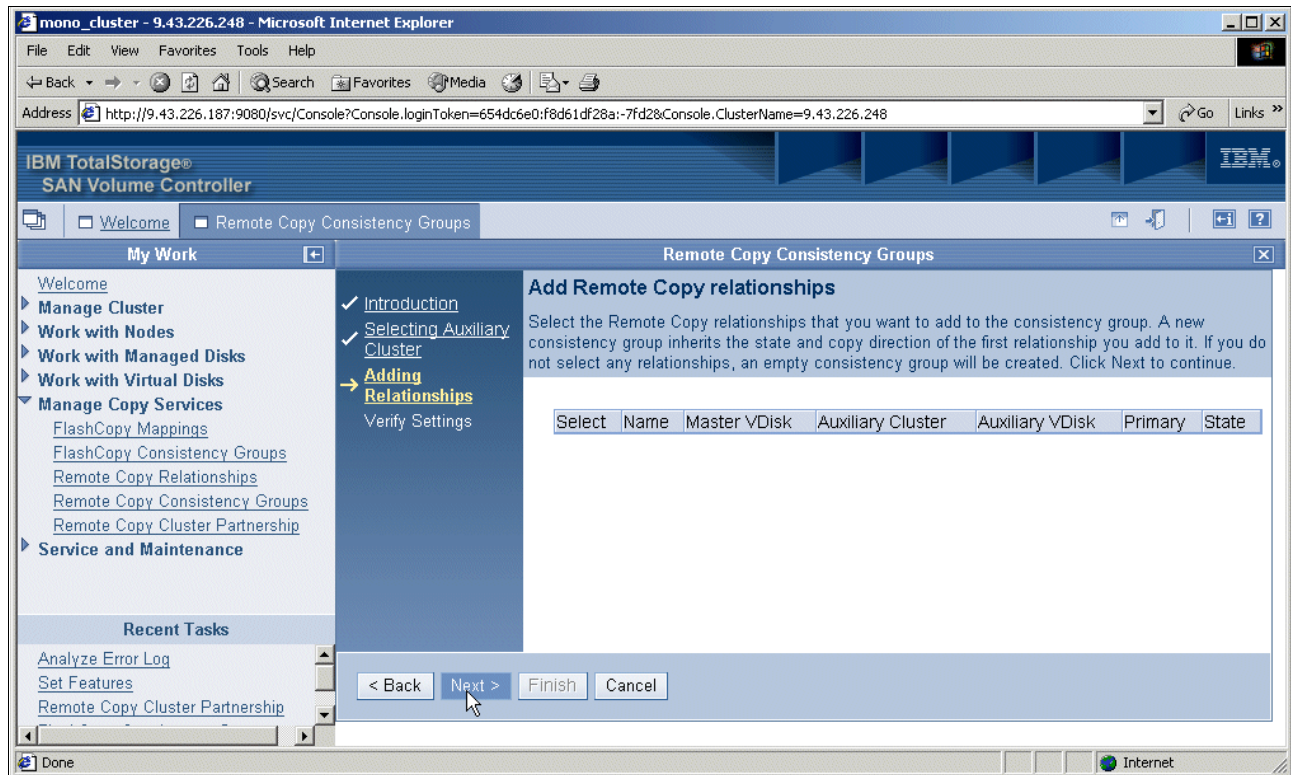 mono_cluster - 9.43.226.248 - Microsoft Internet Explorer
File Edit View Favorites Tools Help
Back Search Favorites Media
Address http://9.43.226.187:9080/svc/Console?Console.loginToken=654dc6e0:f8d61df28a:-7fd2&Console.ClusterName=9.43.226.248 Go Links »
IBM TotalStorage®
SAN Volume Controller
IBM®
Welcome Remote Copy Consistency Groups ?
My Work
Welcome
Manage Cluster
Work with Nodes
Work with Managed Disks
Work with Virtual Disks
Manage Copy Services
FlashCopy Mappings
FlashCopy Consistency Groups
Remote Copy Relationships
Remote Copy Consistency Groups
Remote Copy Cluster Partnership
Service and Maintenance
Recent Tasks
Analyze Error Log
Set Features
Remote Copy Cluster Partnership
Remote Copy Consistency Groups
Introduction
Selecting Auxiliary
Cluster
Adding
Relationships
Verify Settings
Add Remote Copy relationships
Select the Remote Copy relationships that you want to add to the consistency group. A new
consistency group inherits the state and copy direction of the first relationship you add to it. If you do
not select any relationships, an empty consistency group will be created. Click Next to continue.
Select Name Master VDisk Auxiliary Cluster Auxiliary VDisk Primary State
< Back Next > Finish Cancel
Done Internet